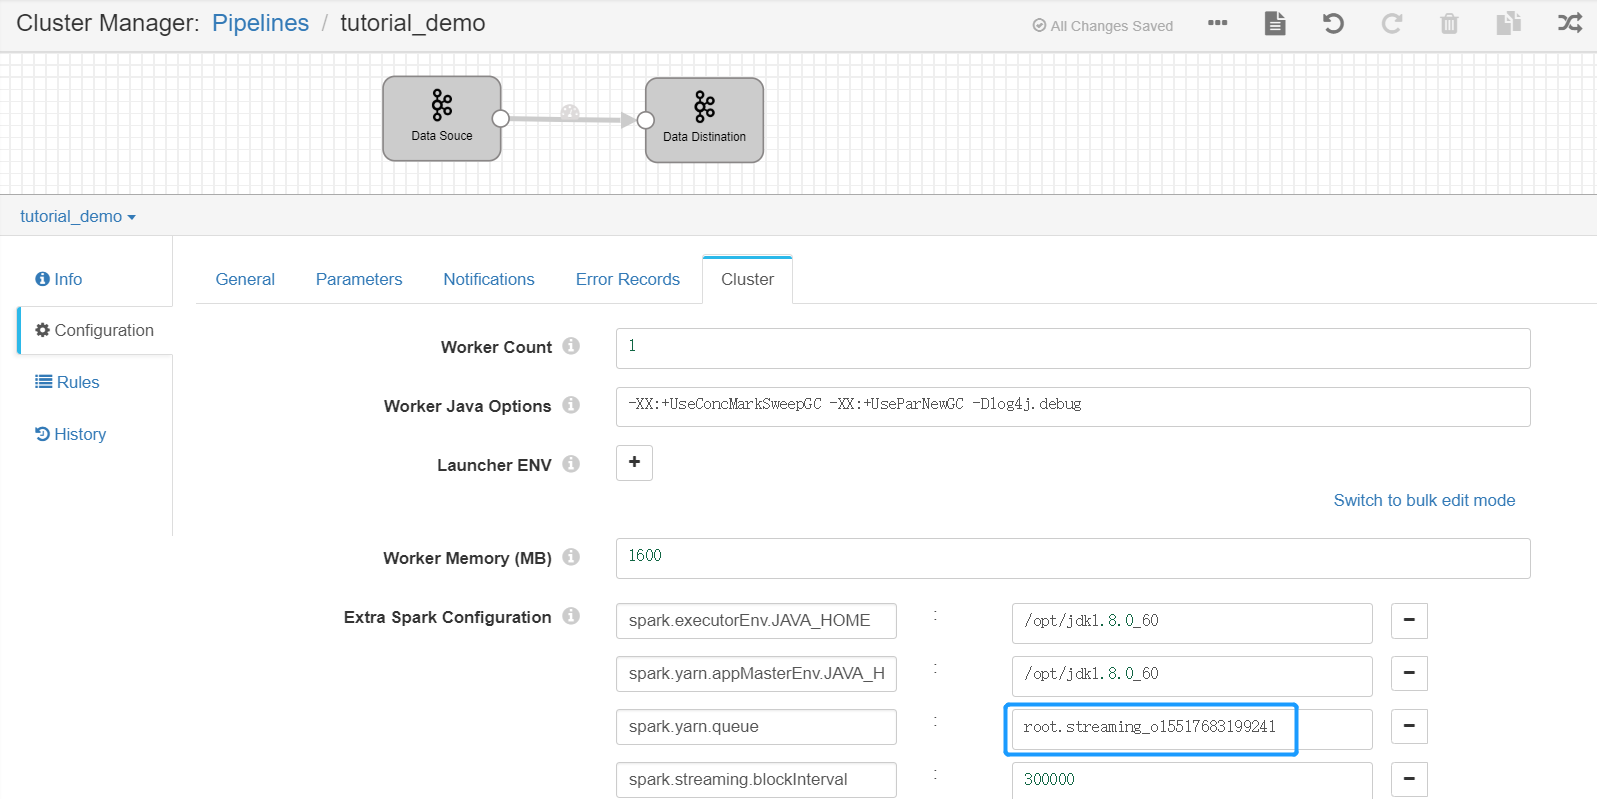 Cluster Manager: Pipelines / tutorial_demo
All Changes Saved
Data Souce
Data Distination
tutorial_demo
Info
Configuration
Rules
History
General Parameters Notifications Error Records Cluster
Worker Count 1
Worker Java Options -XX:+UseConcMarkSweepGC -XX:+UseParNewGC -Dlog4j.debug
Launcher ENV +
Switch to bulk edit mode
Worker Memory (MB) 1600
Extra Spark Configuration spark.executorEnv.JAVA_HOME : /opt/jdk1.8.0_60
spark.yarn.appMasterEnv.JAVA_H : /opt/jdk1.8.0_60
spark.yarn.queue : root.streaming_o15517683199241
spark.streaming.blockInterval : 300000